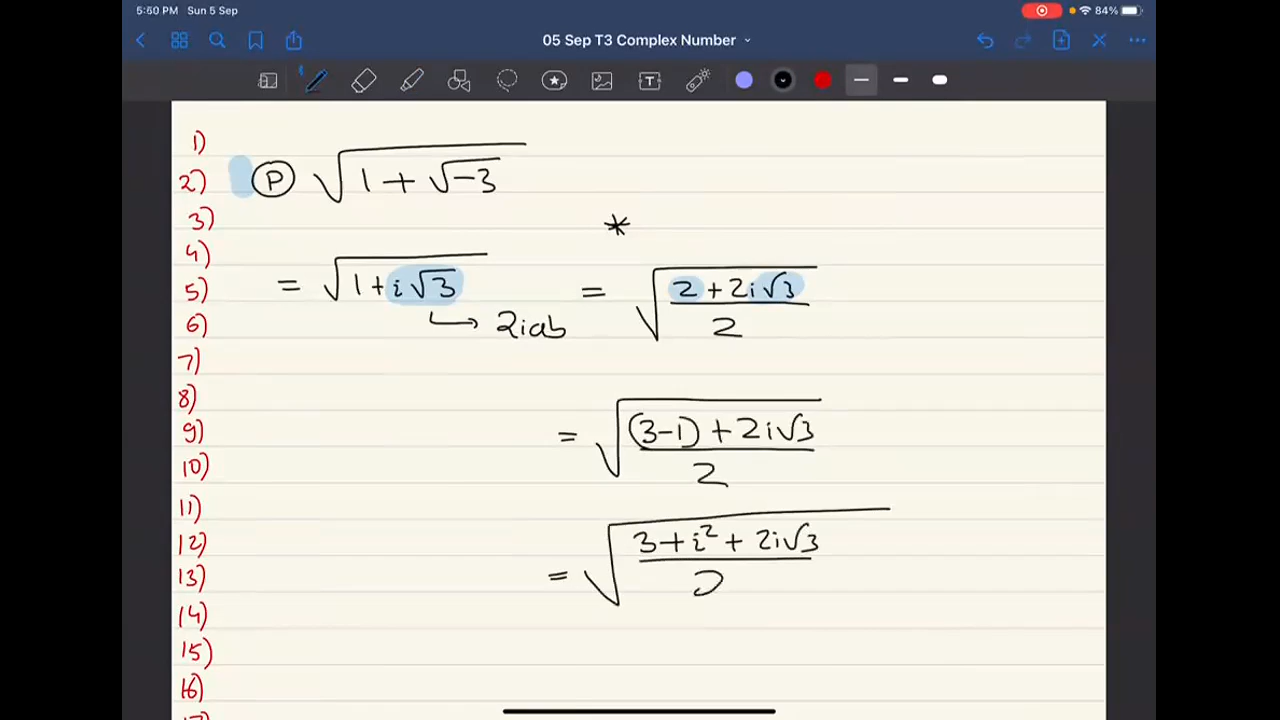 5:50 PM Sun 5 Sep
84%
05 Sep T3 Complex Number
T
1)
2) (P) √(1 + √-3)
3)
*
4)
5) = √(1 + i√3) = √((2 + 2i√3)/2)
6) ↳ 2iab
7)
8)
9) = √(((3-1) + 2i√3)/2)
10)
11)
12) = √((3 + i² + 2i√3)/2)
13)
14)
15)
16)